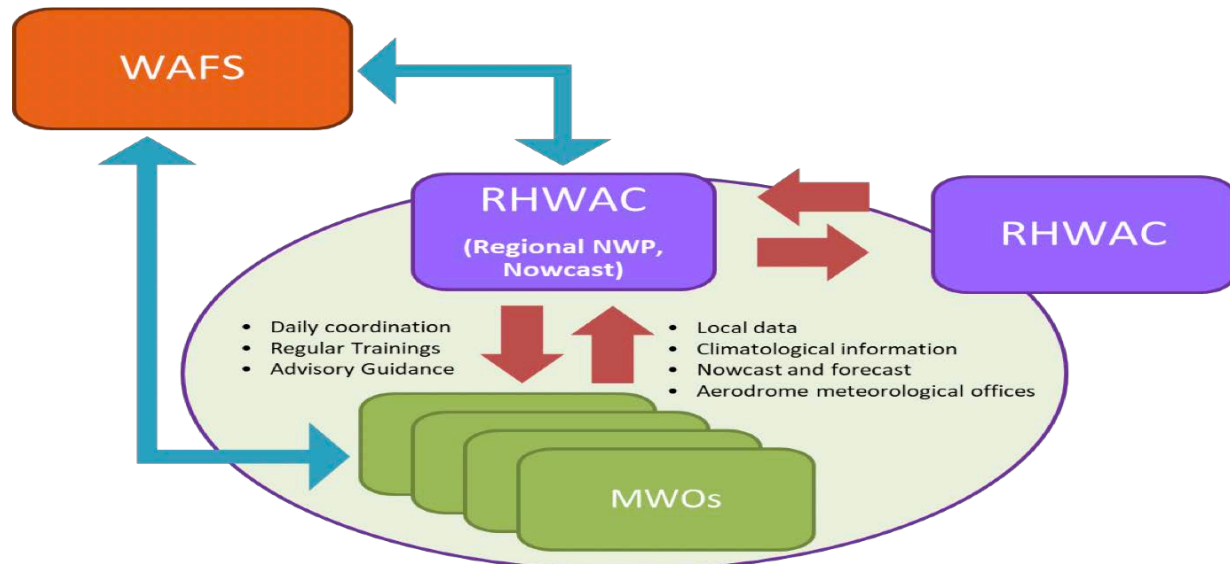 WAFS
RHWAC
(Regional NWP,
Nowcast)
RHWAC
• Daily coordination
• Regular Trainings
• Advisory Guidance
• Local data
• Climatological information
• Nowcast and forecast
• Aerodrome meteorological offices
MWOs